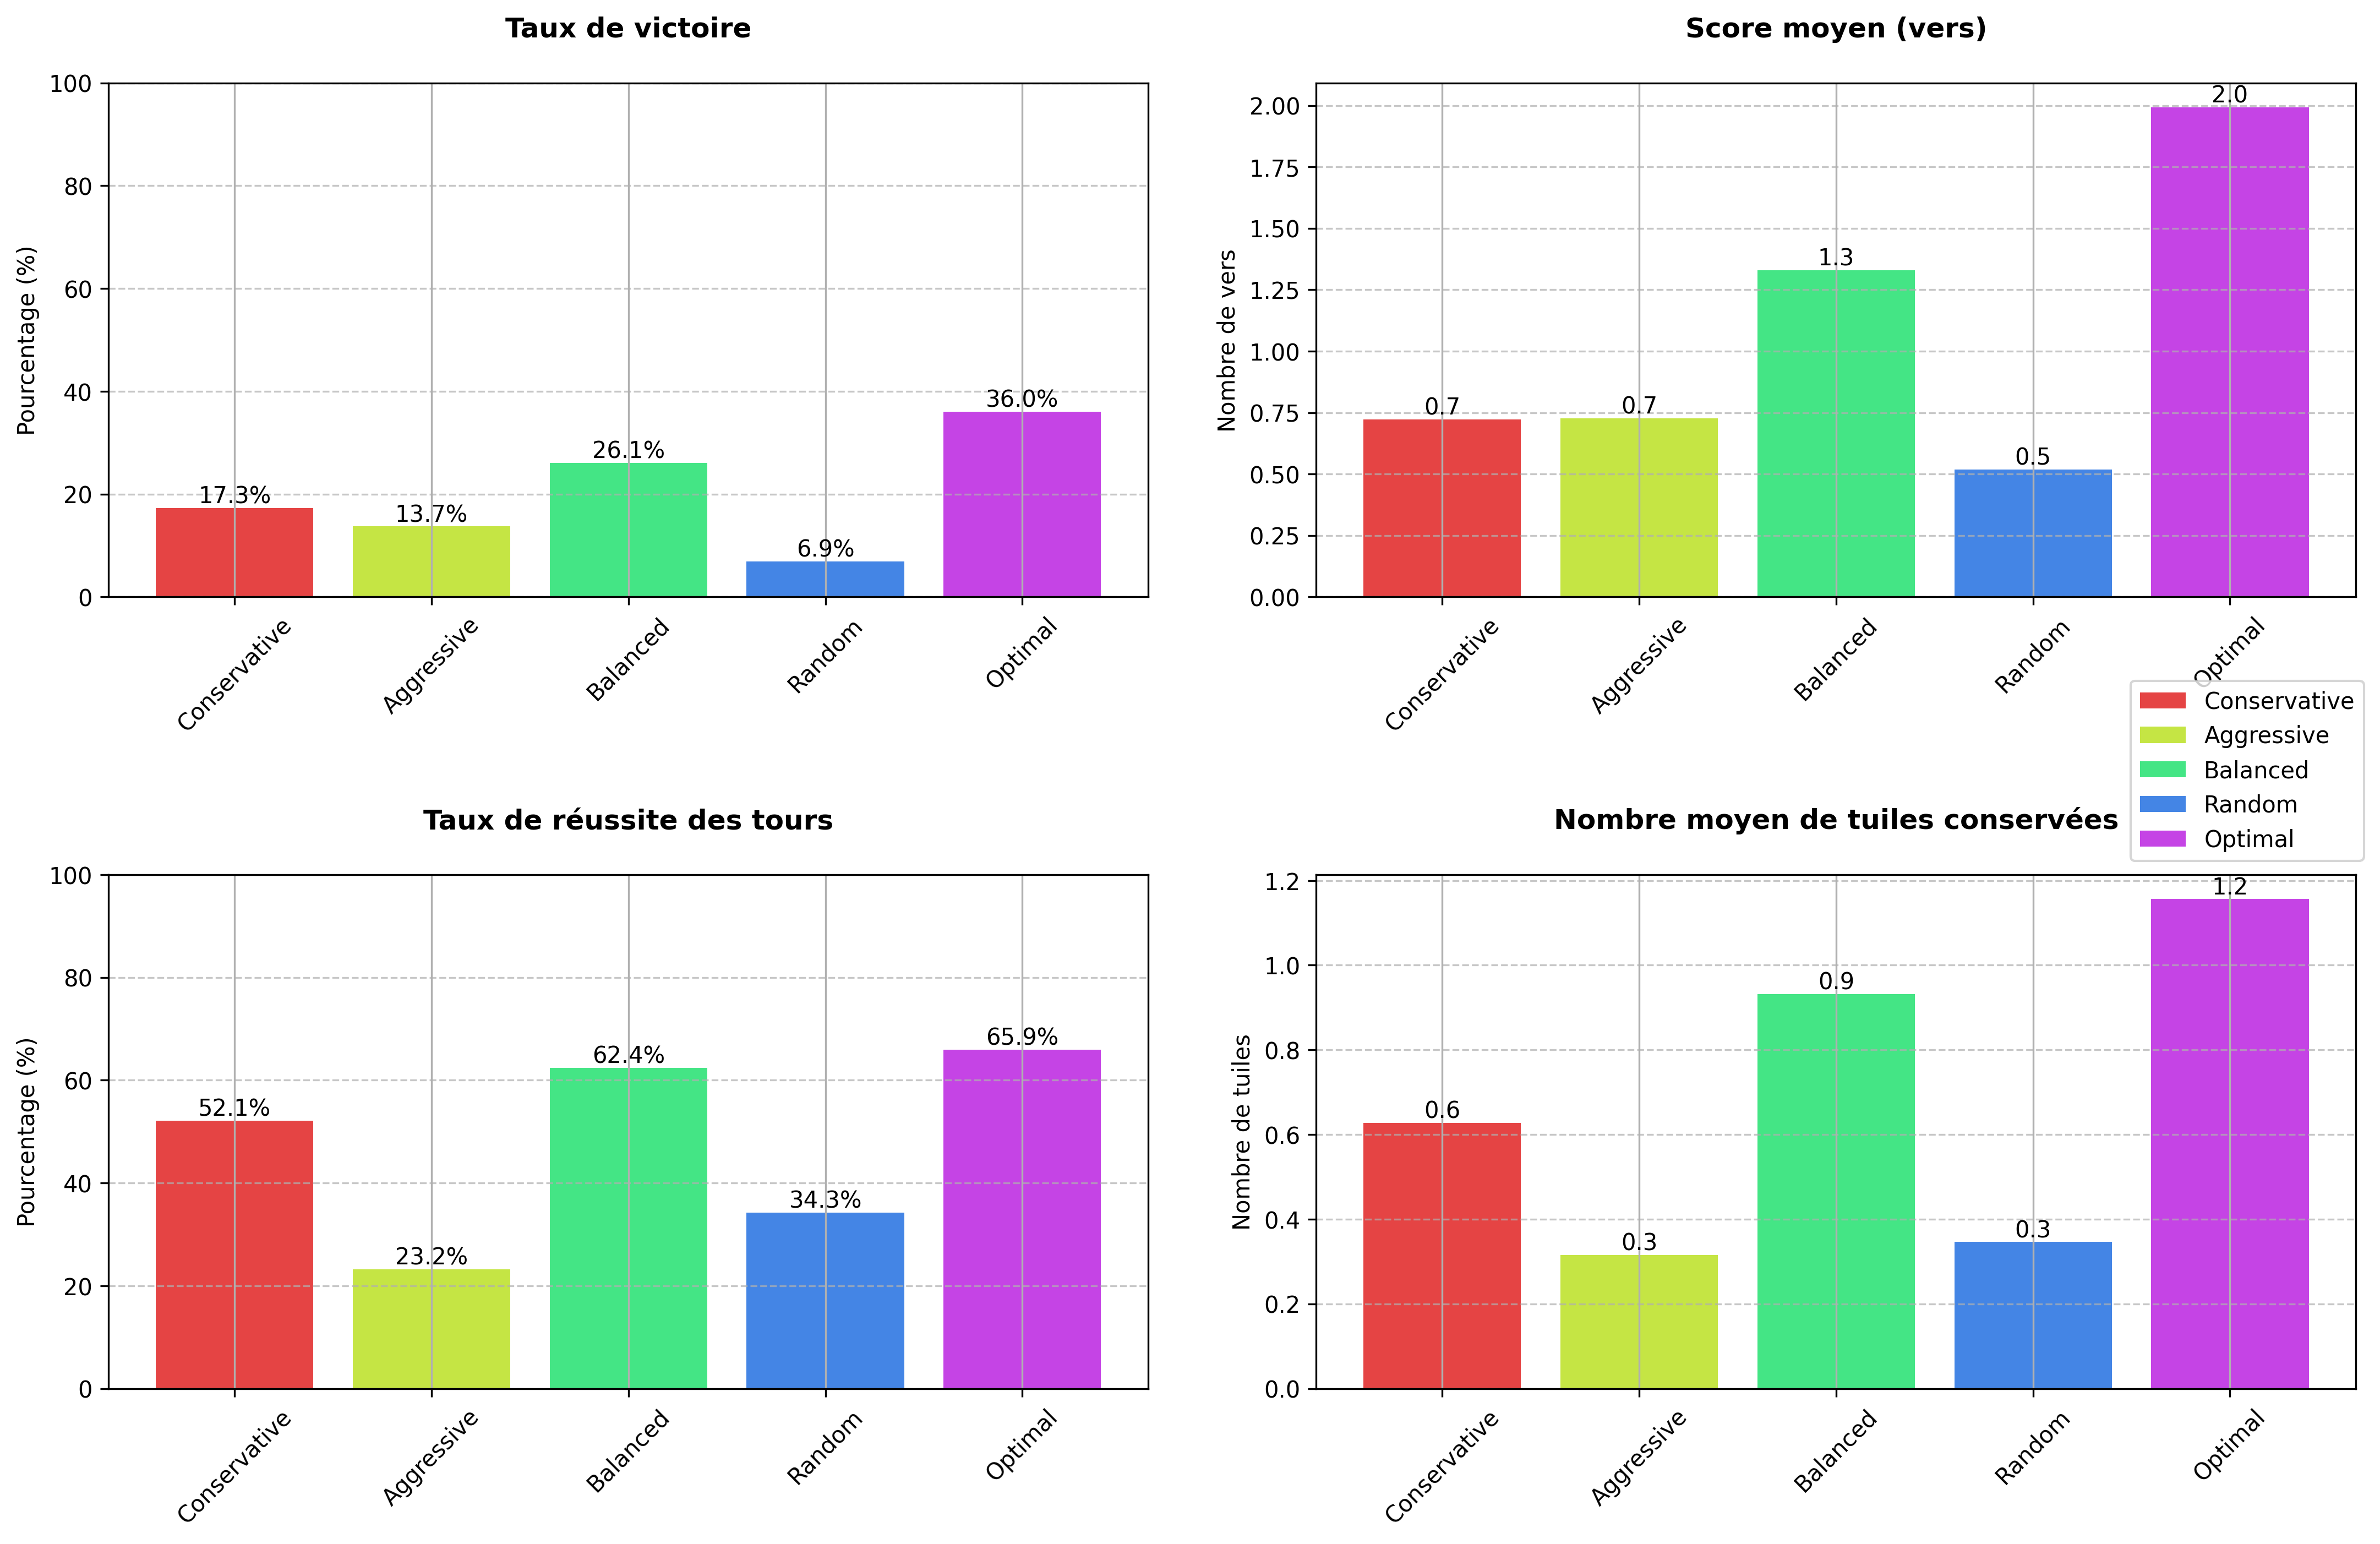 Taux de victoire
Pourcentage (%)
100
80
60
40
20
0
17.3%
13.7%
26.1%
6.9%
36.0%
Conservative
Aggressive
Balanced
Random
Optimal
Score moyen (vers)
Nombre de vers
2.00
1.75
1.50
1.25
1.00
0.75
0.50
0.25
0.00
0.7
0.7
1.3
0.5
2.0
Conservative
Aggressive
Balanced
Random
Optimal
Conservative
Aggressive
Balanced
Random
Optimal
Taux de réussite des tours
Pourcentage (%)
100
80
60
40
20
0
52.1%
23.2%
62.4%
34.3%
65.9%
Conservative
Aggressive
Balanced
Random
Optimal
Nombre moyen de tuiles conservées
Nombre de tuiles
1.2
1.0
0.8
0.6
0.4
0.2
0.0
0.6
0.3
0.9
0.3
1.2
Conservative
Aggressive
Balanced
Random
Optimal